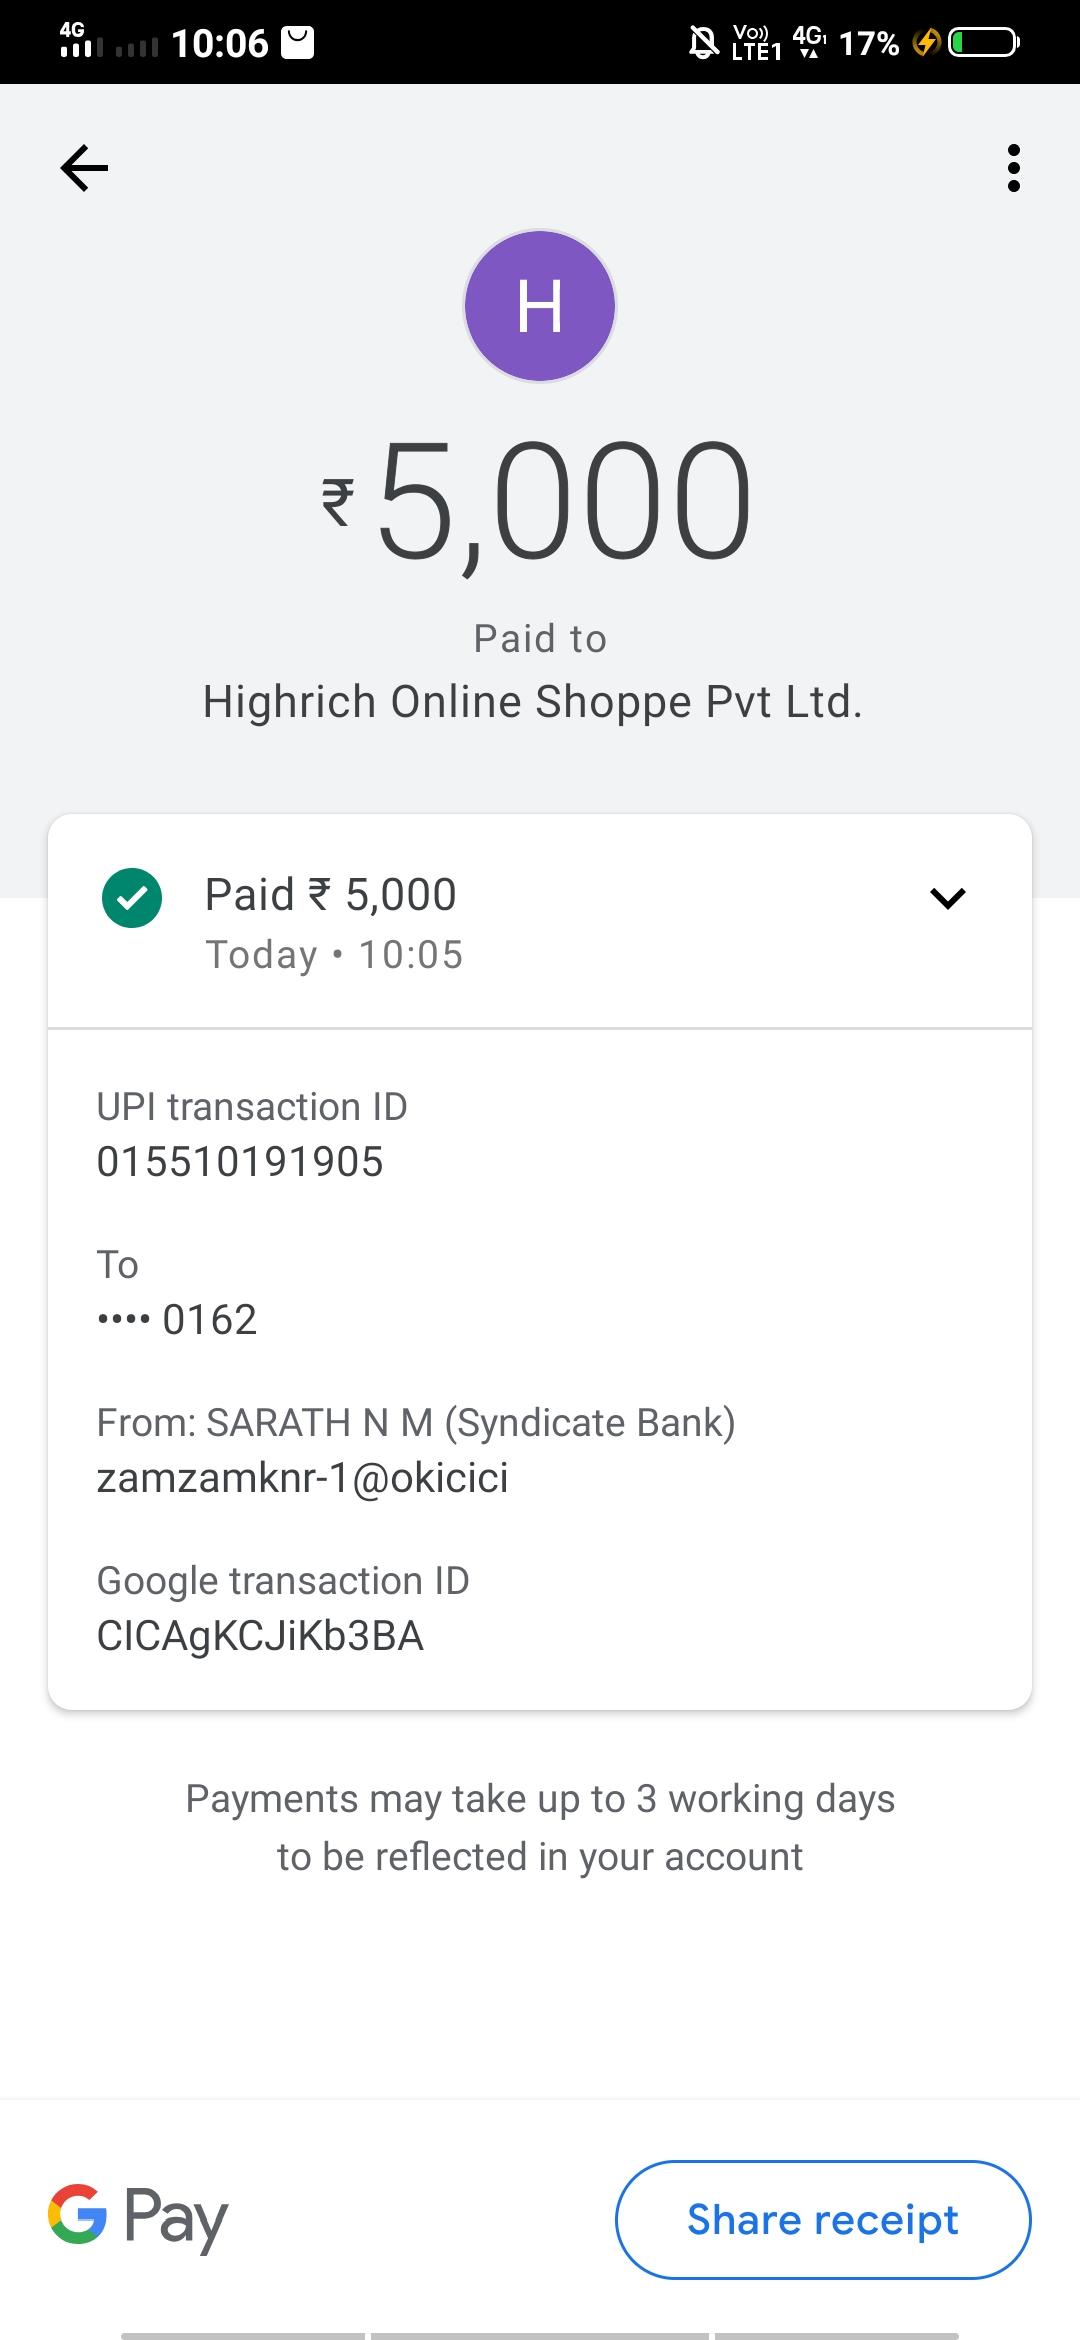 4G 10:06 Vo)) LTE1 4G1 17%
H
₹5,000
Paid to
Highrich Online Shoppe Pvt Ltd.
Paid ₹ 5,000
Today • 10:05
UPI transaction ID
015510191905
To
•••• 0162
From: SARATH N M (Syndicate Bank)
zamzamknr-1@okicici
Google transaction ID
CICAgKCJiKb3BA
Payments may take up to 3 working days
to be reflected in your account
G Pay
Share receipt